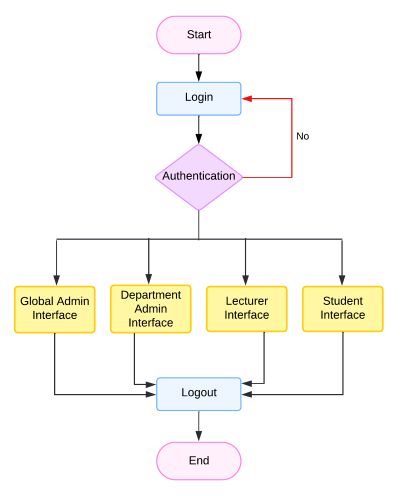 Start
Login
No
Authentication
Global Admin
Interface
Department
Admin
Interface
Lecturer
Interface
Student
Interface
Logout
End